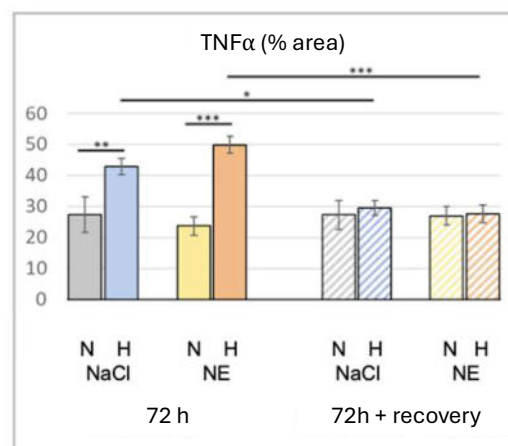 TNFα (% area)
***
*
** ***
60
50
40
30
20
10
0
N H N H N H N H
NaCl NE NaCl NE
72 h 72h + recovery